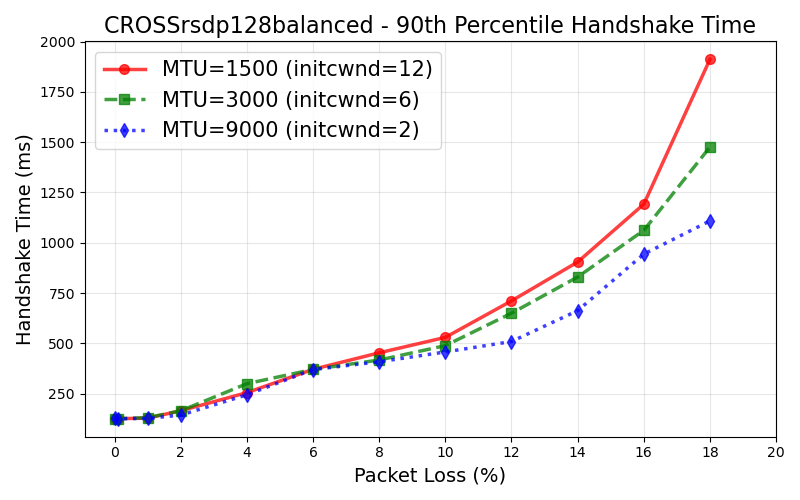 CROSSrsdp128balanced - 90th Percentile Handshake Time
2000
1750
1500
1250
1000
750
500
250
Handshake Time (ms)
MTU=1500 (initcwnd=12)
MTU=3000 (initcwnd=6)
MTU=9000 (initcwnd=2)
0 2 4 6 8 10 12 14 16 18 20
Packet Loss (%)